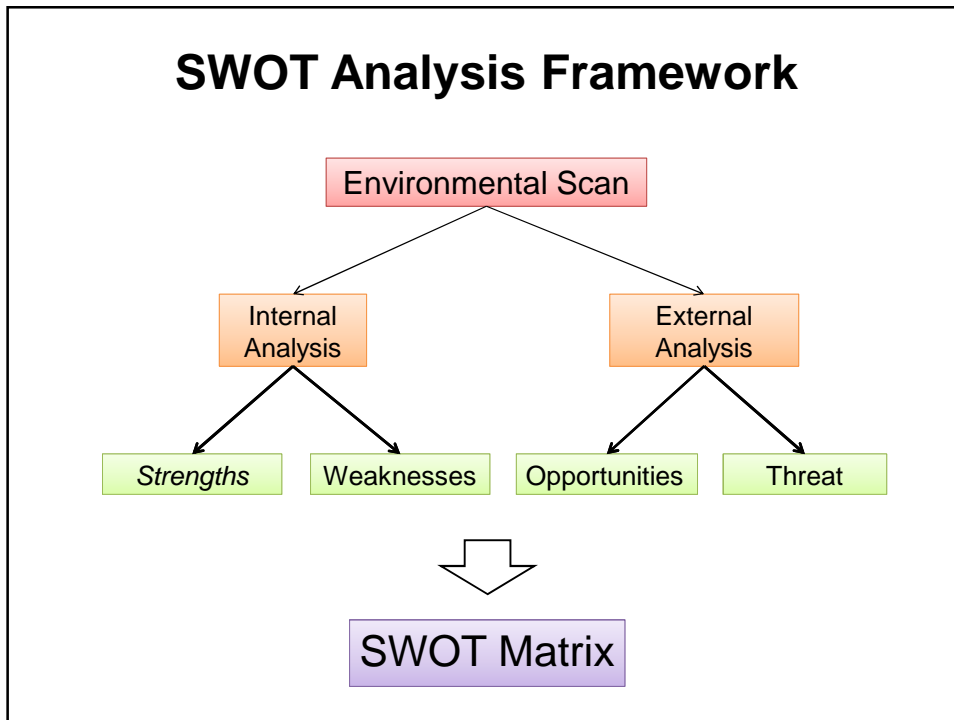 SWOT Analysis Framework
Environmental Scan
Internal
Analysis
External
Analysis
Strengths
Weaknesses
Opportunities
Threat
SWOT Matrix